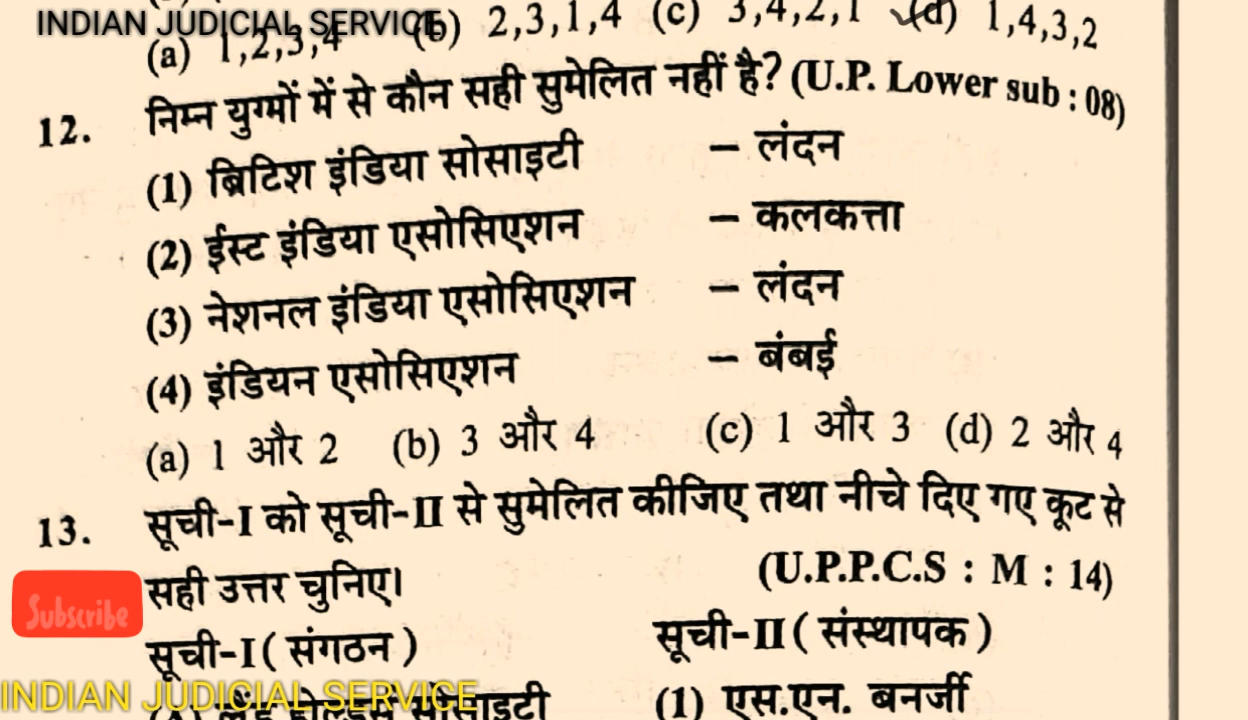 INDIAN JUDICIAL SERVICE
(a) 1,2,3,4 (b) 2,3,1,4 (c) 3,4,2,1 (d) 1,4,3,2
12. निम्न युग्मों में से कौन सही सुमेलित नहीं है? (U.P. Lower sub : 08)
(1) ब्रिटिश इंडिया सोसाइटी – लंदन
(2) ईस्ट इंडिया एसोसिएशन – कलकत्ता
(3) नेशनल इंडिया एसोसिएशन – लंदन
(4) इंडियन एसोसिएशन – बंबई
(a) 1 और 2 (b) 3 और 4 (c) 1 और 3 (d) 2 और 4
13. सूची-I को सूची-II से सुमेलित कीजिए तथा नीचे दिए गए कूट से
सही उत्तर चुनिए। (U.P.P.C.S : M : 14)
Subscribe
सूची-I ( संगठन ) सूची-II ( संस्थापक )
INDIAN JUDICIAL SERVICE
(A) लैंड होल्डर्स सोसाइटी (1) एस.एन. बनर्जी